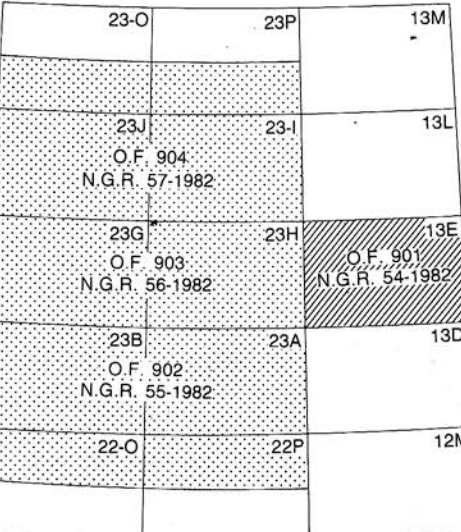 23-O 23P 13M
23J 23-I 13L
O.F. 904
N.G.R. 57-1982
23G 23H 13E
O.F. 903 O.F. 901
N.G.R. 56-1982 N.G.R. 54-1982
23B 23A 13D
O.F. 902
N.G.R. 55-1982
22-O 22P 12M